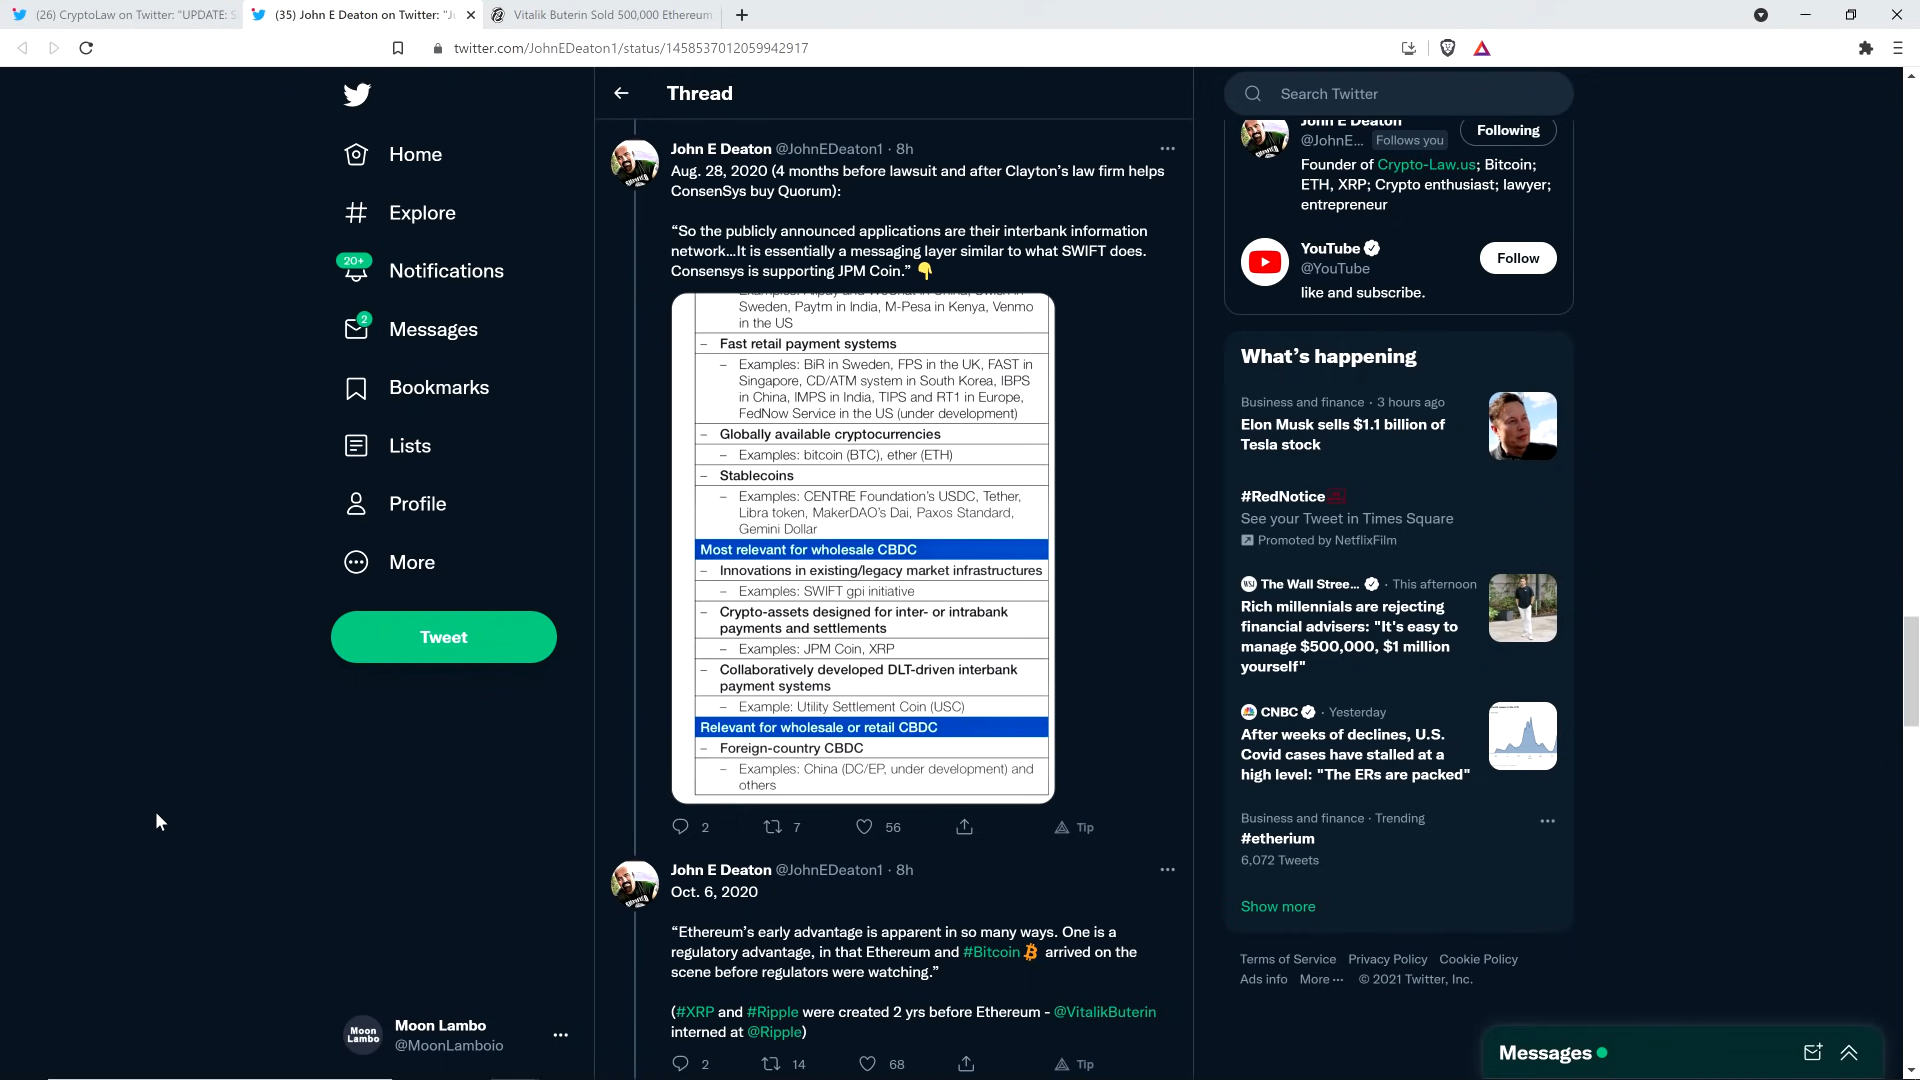 (26) CryptoLaw on Twitter: "UPDATE: S
(35) John E Deaton on Twitter: "Ju
Vitalik Buterin Sold 500,000 Ethereum
twitter.com/JohnEDeaton1/status/1458537012059942917
Home
Explore
20+
Notifications
2
Messages
Bookmarks
Lists
Profile
More
Tweet
Moon Lambo
Moon Lambo
@MoonLamboio
Thread
John E Deaton @JohnEDeaton1 · 8h
Aug. 28, 2020 (4 months before lawsuit and after Clayton’s law firm helps
ConsenSys buy Quorum):
“So the publicly announced applications are their interbank information
network…It is essentially a messaging layer similar to what SWIFT does.
Consensys is supporting JPM Coin.” 👇
Sweden, Paytm in India, M-Pesa in Kenya, Venmo
in the US
– Fast retail payment systems
– Examples: BiR in Sweden, FPS in the UK, FAST in
Singapore, CD/ATM system in South Korea, IBPS
in China, IMPS in India, TIPS and RT1 in Europe,
FedNow Service in the US (under development)
– Globally available cryptocurrencies
– Examples: bitcoin (BTC), ether (ETH)
– Stablecoins
– Examples: CENTRE Foundation’s USDC, Tether,
Libra token, MakerDAO’s Dai, Paxos Standard,
Gemini Dollar
Most relevant for wholesale CBDC
– Innovations in existing/legacy market infrastructures
– Examples: SWIFT gpi initiative
– Crypto-assets designed for inter- or intrabank
payments and settlements
– Examples: JPM Coin, XRP
– Collaboratively developed DLT-driven interbank
payment systems
– Example: Utility Settlement Coin (USC)
Relevant for wholesale or retail CBDC
– Foreign-country CBDC
– Examples: China (DC/EP, under development) and
others
2 7 56 Tip
John E Deaton @JohnEDeaton1 · 8h
Oct. 6, 2020
“Ethereum’s early advantage is apparent in so many ways. One is a
regulatory advantage, in that Ethereum and #Bitcoin arrived on the
scene before regulators were watching.”
(#XRP and #Ripple were created 2 yrs before Ethereum - @VitalikButerin
interned at @Ripple)
2 14 68 Tip
Search Twitter
John E Deaton
@JohnE... Follows you
Following
Founder of Crypto-Law.us; Bitcoin;
ETH, XRP; Crypto enthusiast; lawyer;
entrepreneur
YouTube
@YouTube
Follow
like and subscribe.
What’s happening
Business and finance · 3 hours ago
Elon Musk sells $1.1 billion of
Tesla stock
#RedNotice
See your Tweet in Times Square
Promoted by NetflixFilm
WSJ The Wall Stree... · This afternoon
Rich millennials are rejecting
financial advisers: "It's easy to
manage $500,000, $1 million
yourself"
CNBC · Yesterday
After weeks of declines, U.S.
Covid cases have stalled at a
high level: "The ERs are packed"
Business and finance · Trending
#etherium
6,072 Tweets
Show more
Terms of Service Privacy Policy Cookie Policy
Ads info More ··· © 2021 Twitter, Inc.
Messages